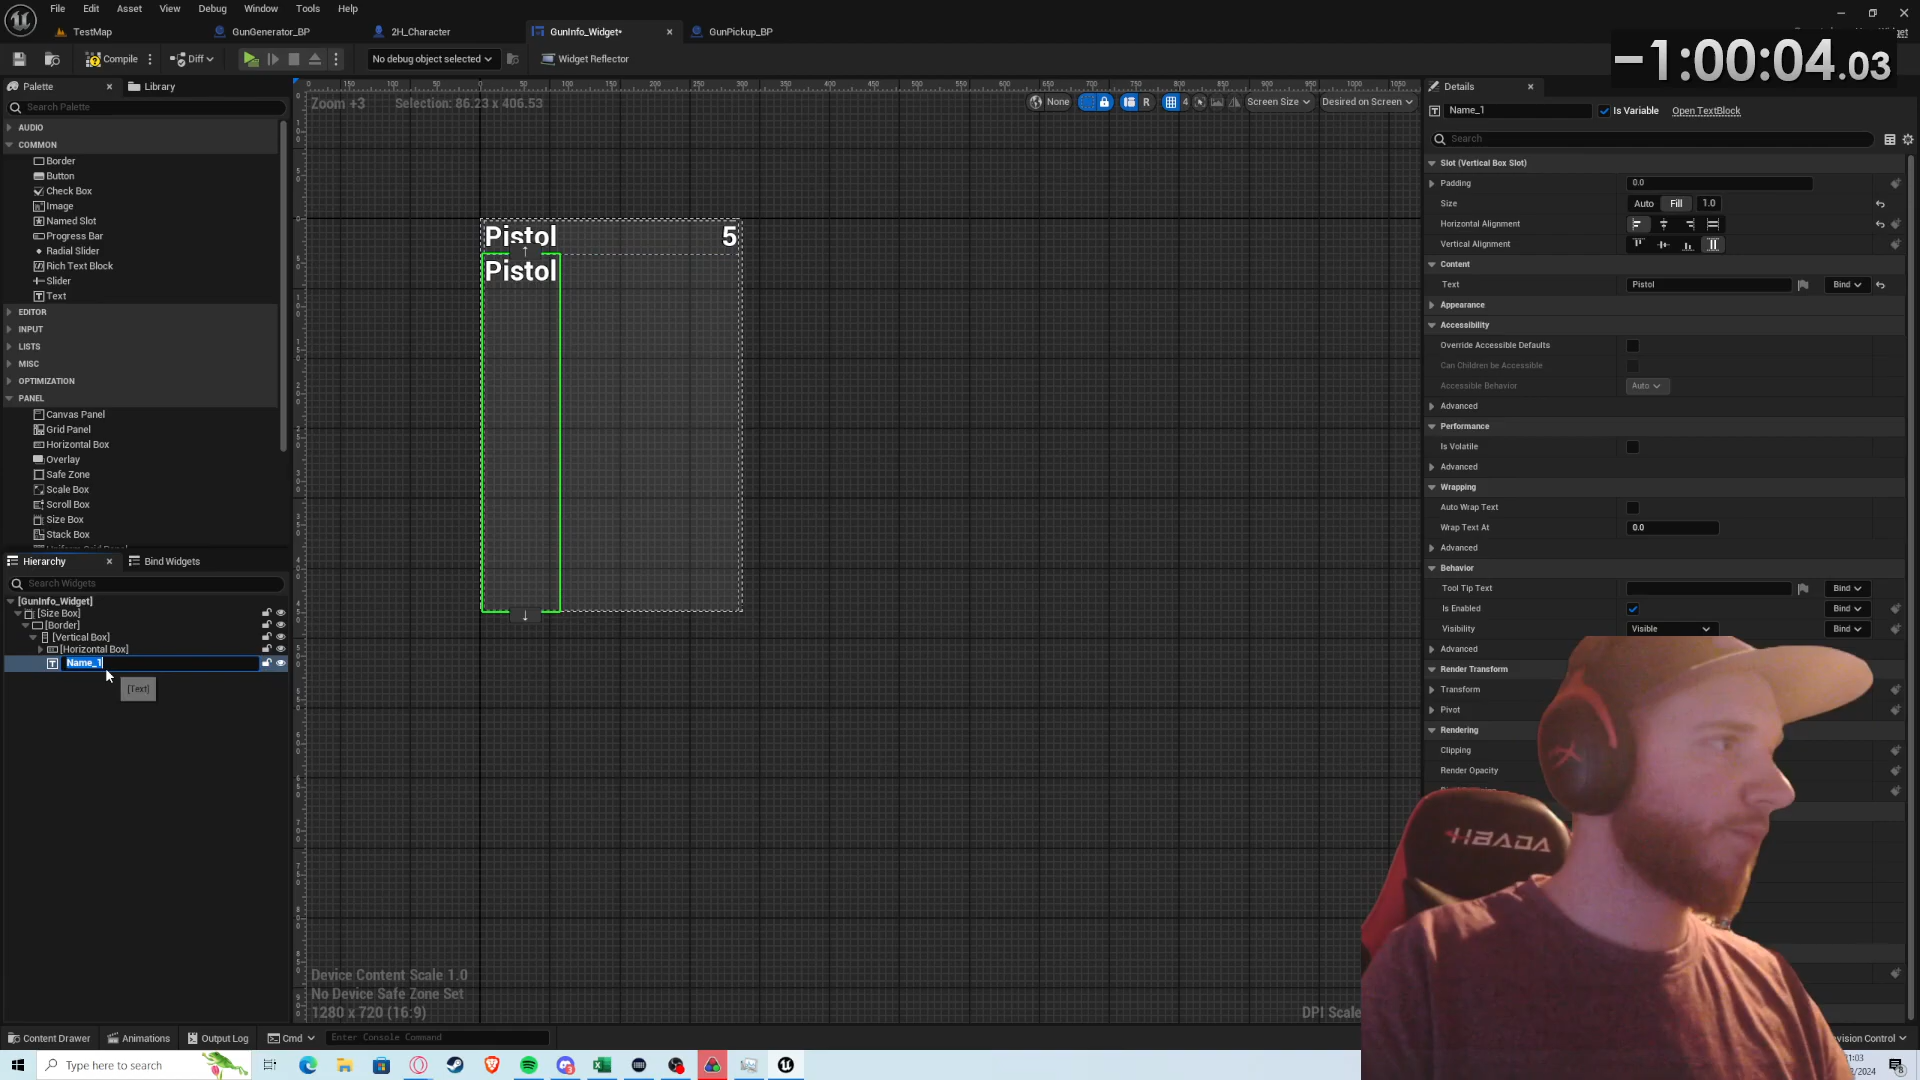 File Edit Asset View Debug Window Tools Help
TestMap GunGenerator_BP 2H_Character GunInfo_Widget• GunPickup_BP
Compile Diff No debug object selected Widget Reflector
−1:00:04.03
Palette Library
Search Palette
AUDIO
COMMON
Border
Button
Check Box
Image
Named Slot
Progress Bar
Radial Slider
Rich Text Block
Slider
Text
EDITOR
INPUT
LISTS
MISC
OPTIMIZATION
PANEL
Canvas Panel
Grid Panel
Horizontal Box
Overlay
Safe Zone
Scale Box
Scroll Box
Size Box
Stack Box
Hierarchy Bind Widgets
Search Widgets
[GunInfo_Widget]
[Size Box]
[Border]
[Vertical Box]
[Horizontal Box]
Name_1
[Text]
Zoom +3 Selection: 86.23 x 406.53
None R 4 Screen Size Desired on Screen
Pistol 5
Pistol
Device Content Scale 1.0
No Device Safe Zone Set
1280 x 720 (16:9)
DPI Scale
Details
Name_1 Is Variable Open TextBlock
Search
Slot (Vertical Box Slot)
Padding 0.0
Size Auto Fill 1.0
Horizontal Alignment
Vertical Alignment
Content
Text Pistol Bind
Appearance
Accessibility
Override Accessible Defaults
Can Children be Accessible
Accessible Behavior Auto
Advanced
Performance
Is Volatile
Advanced
Wrapping
Auto Wrap Text
Wrap Text At 0.0
Advanced
Behavior
Tool Tip Text Bind
Is Enabled Bind
Visibility Visible Bind
Advanced
Render Transform
Transform
Pivot
Rendering
Clipping
Render Opacity
HBADA
Content Drawer Animations Output Log Cmd Enter Console Command
Type here to search